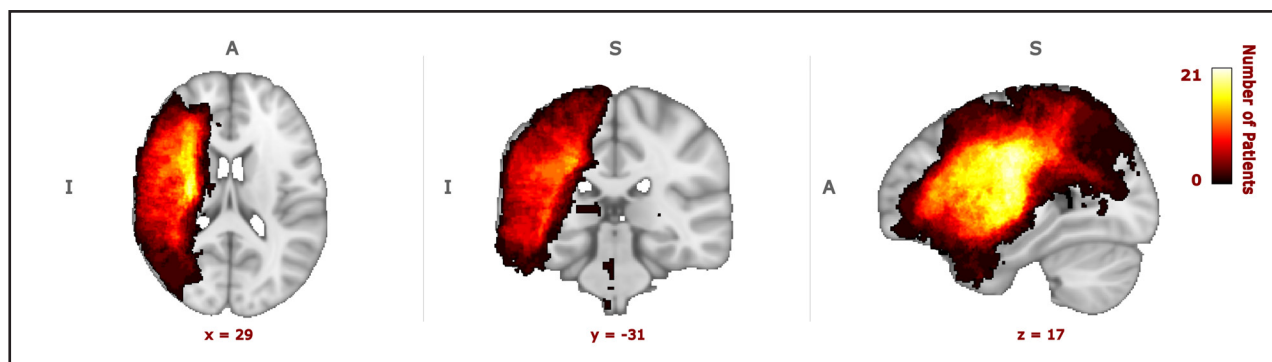 A
S
S
I
I
A
x = 29
y = -31
z = 17
21
0
Number of Patients